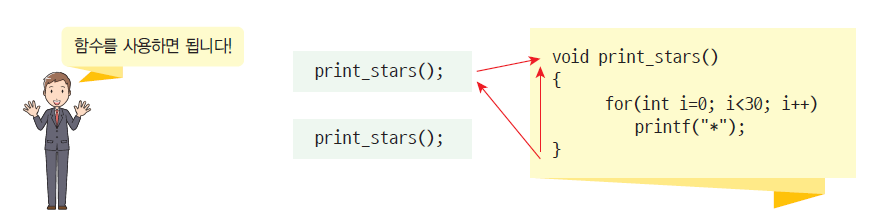 함수를 사용하면 됩니다!
print_stars();
print_stars();
void print_stars()
{
for(int i=0; i<30; i++)
printf("*");
}